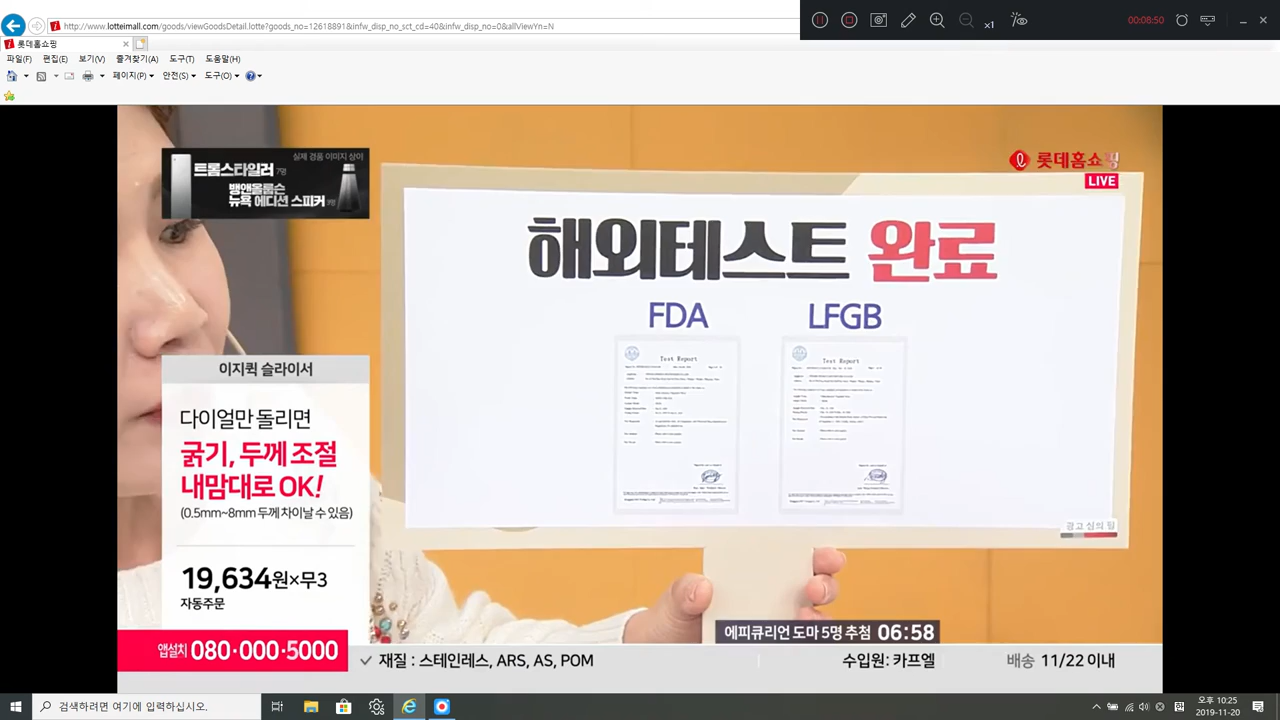 http://www.lotteimall.com/goods/viewGoodsDetail.lotte?goods_no=12618891&infw_disp_no_sct_cd=40&infw_disp_no=0&allViewYn=N
x1
00:08:50
롯데홈쇼핑
파일(F) 편집(E) 보기(V) 즐겨찾기(A) 도구(T) 도움말(H)
페이지(P) 안전(S) 도구(O)
실제 경품 이미지 상이
트롬스타일러 7명
뱅앤올룹슨
뉴욕 에디션 스피커
롯데홈쇼핑
LIVE
해외테스트 완료
FDA LFGB
Test Report
Test Report
이지퀵 슬라이서
다이얼만 돌리면
굵기, 두께 조절
내맘대로 OK!
(0.5mm~8mm 두께 차이날 수 있음)
19,634원×무3
자동주문
광고 심의 팀
에피큐리언 도마 5명 추첨 06:58
앱설치 080·000·5000
재질 : 스테인레스, ARS, AS, POM
수입원: 카프엘
배송 11/22 이내
검색하려면 여기에 입력하십시오.
오후 10:25
2019-11-20